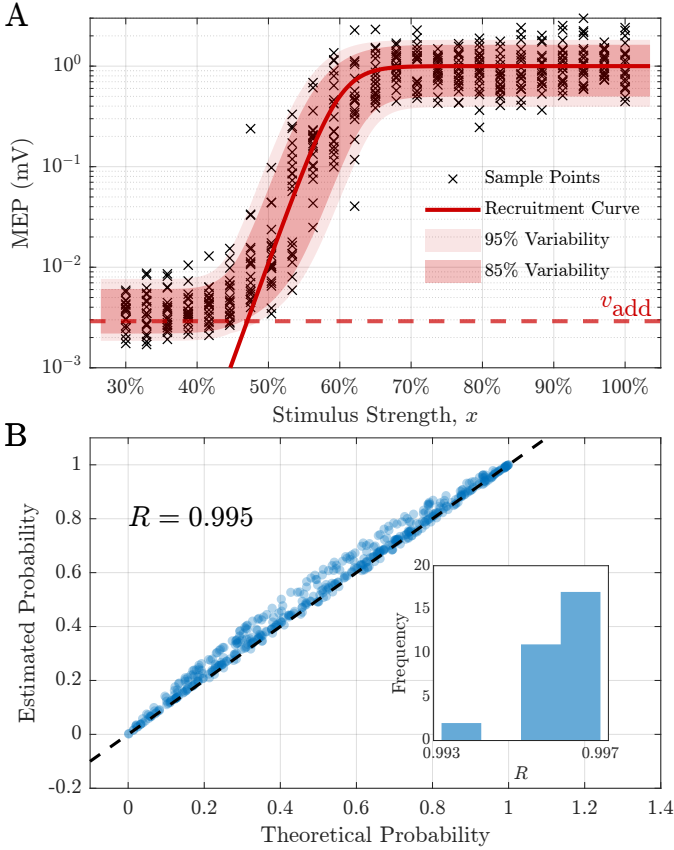 A
MEP (mV)
10^0
10^-1
10^-2
10^-3
Sample Points
Recruitment Curve
95% Variability
85% Variability
v_add
30% 40% 50% 60% 70% 80% 90% 100%
Stimulus Strength, x
B
Estimated Probability
1
0.8
0.6
0.4
0.2
0
-0.2
R = 0.995
Frequency
20
15
10
5
0
0.993 0.997
R
0 0.2 0.4 0.6 0.8 1 1.2 1.4
Theoretical Probability